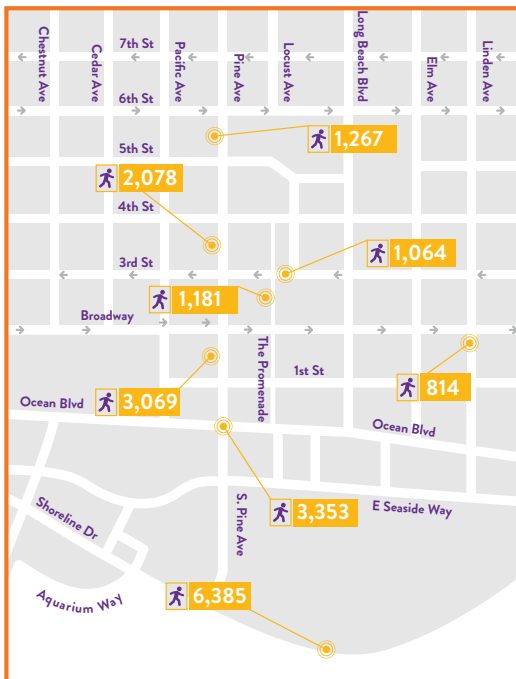 Chestnut Ave
Cedar Ave
Pacific Ave
Pine Ave
Locust Ave
Long Beach Blvd
Elm Ave
Linden Ave
7th St
6th St
1,267
5th St
2,078
4th St
1,064
3rd St
1,181
Broadway
The Promenade
1st St
814
3,069
Ocean Blvd
Ocean Blvd
S. Pine Ave
3,353
E Seaside Way
Shoreline Dr
Aquarium Way
6,385